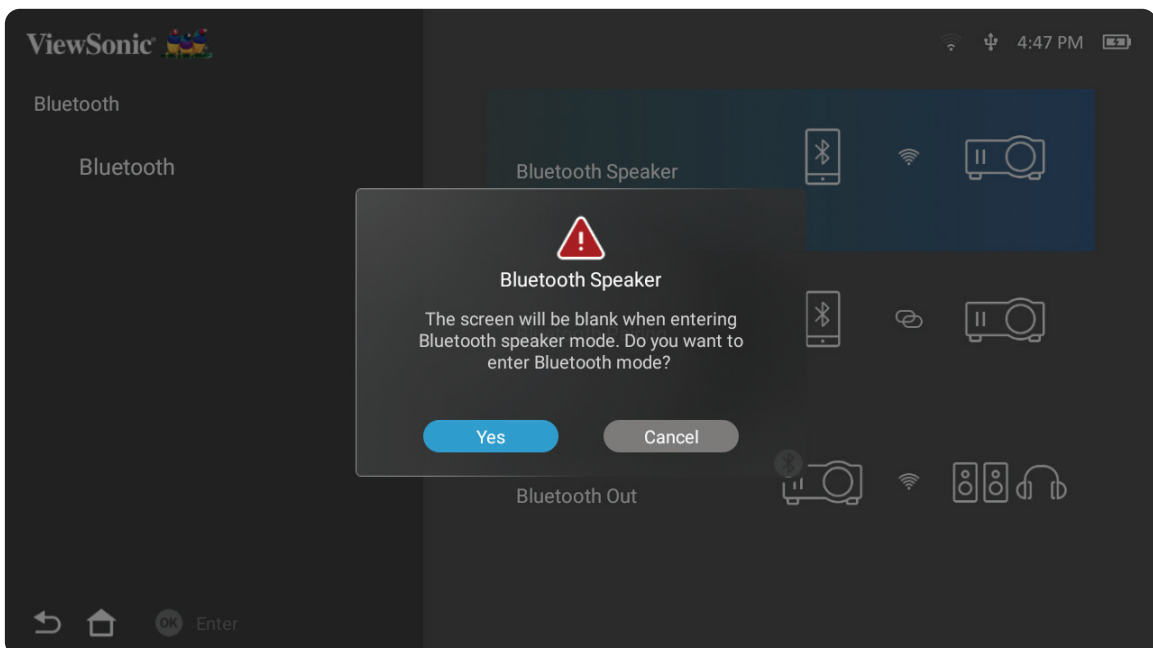 ViewSonic
4:47 PM
Bluetooth
Bluetooth
Bluetooth Speaker
Bluetooth Speaker
The screen will be blank when entering
Bluetooth speaker mode. Do you want to
enter Bluetooth mode?
Yes
Cancel
Bluetooth Out
OK Enter